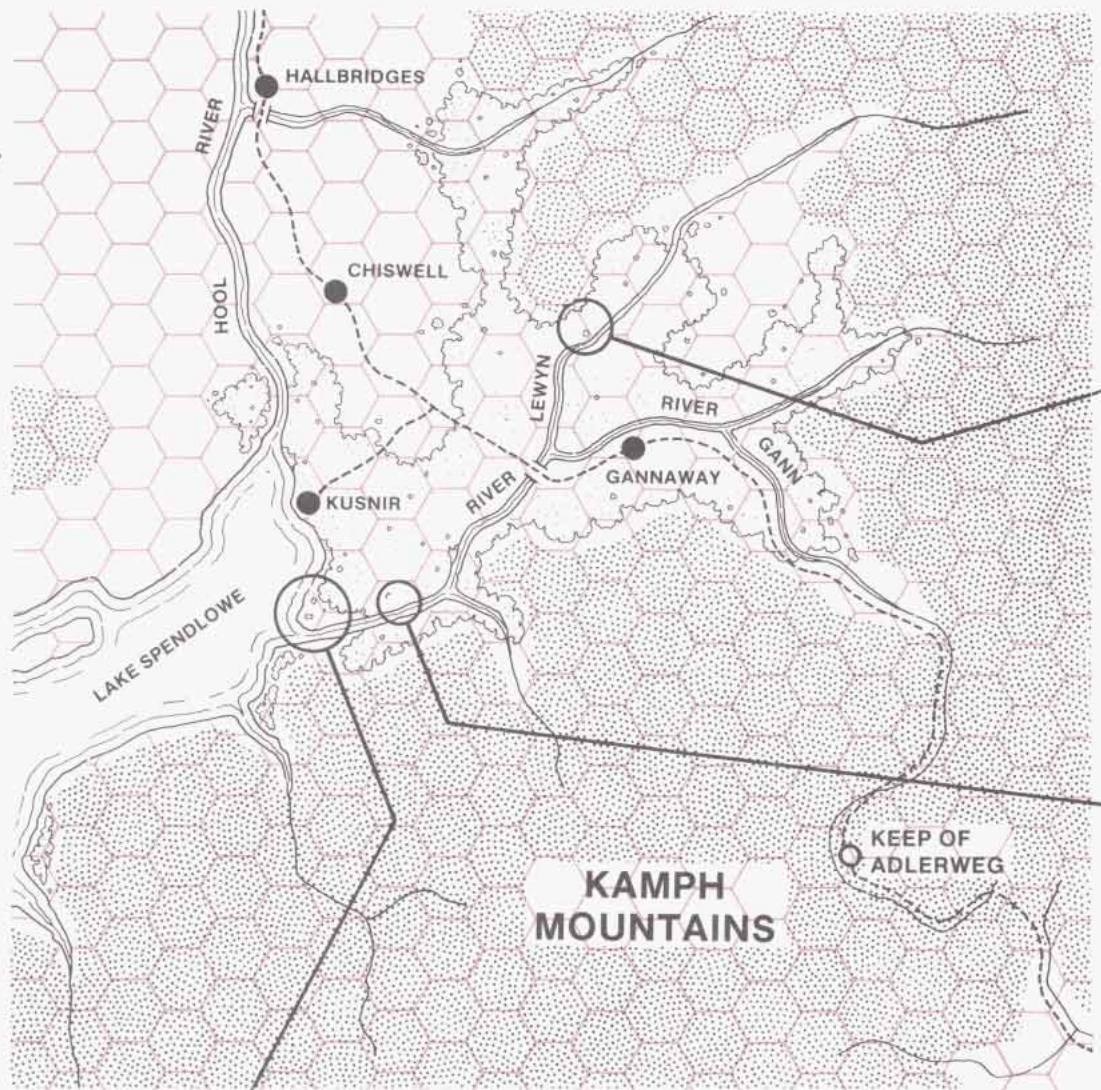 HALLBRIDGES
RIVER
HOOL
CHISWELL
LEWYN
RIVER
GANN
GANNAWAY
RIVER
KUSNIR
LAKE SPENDLOWE
KEEP OF
ADLERWEG
KAMPH
MOUNTAINS